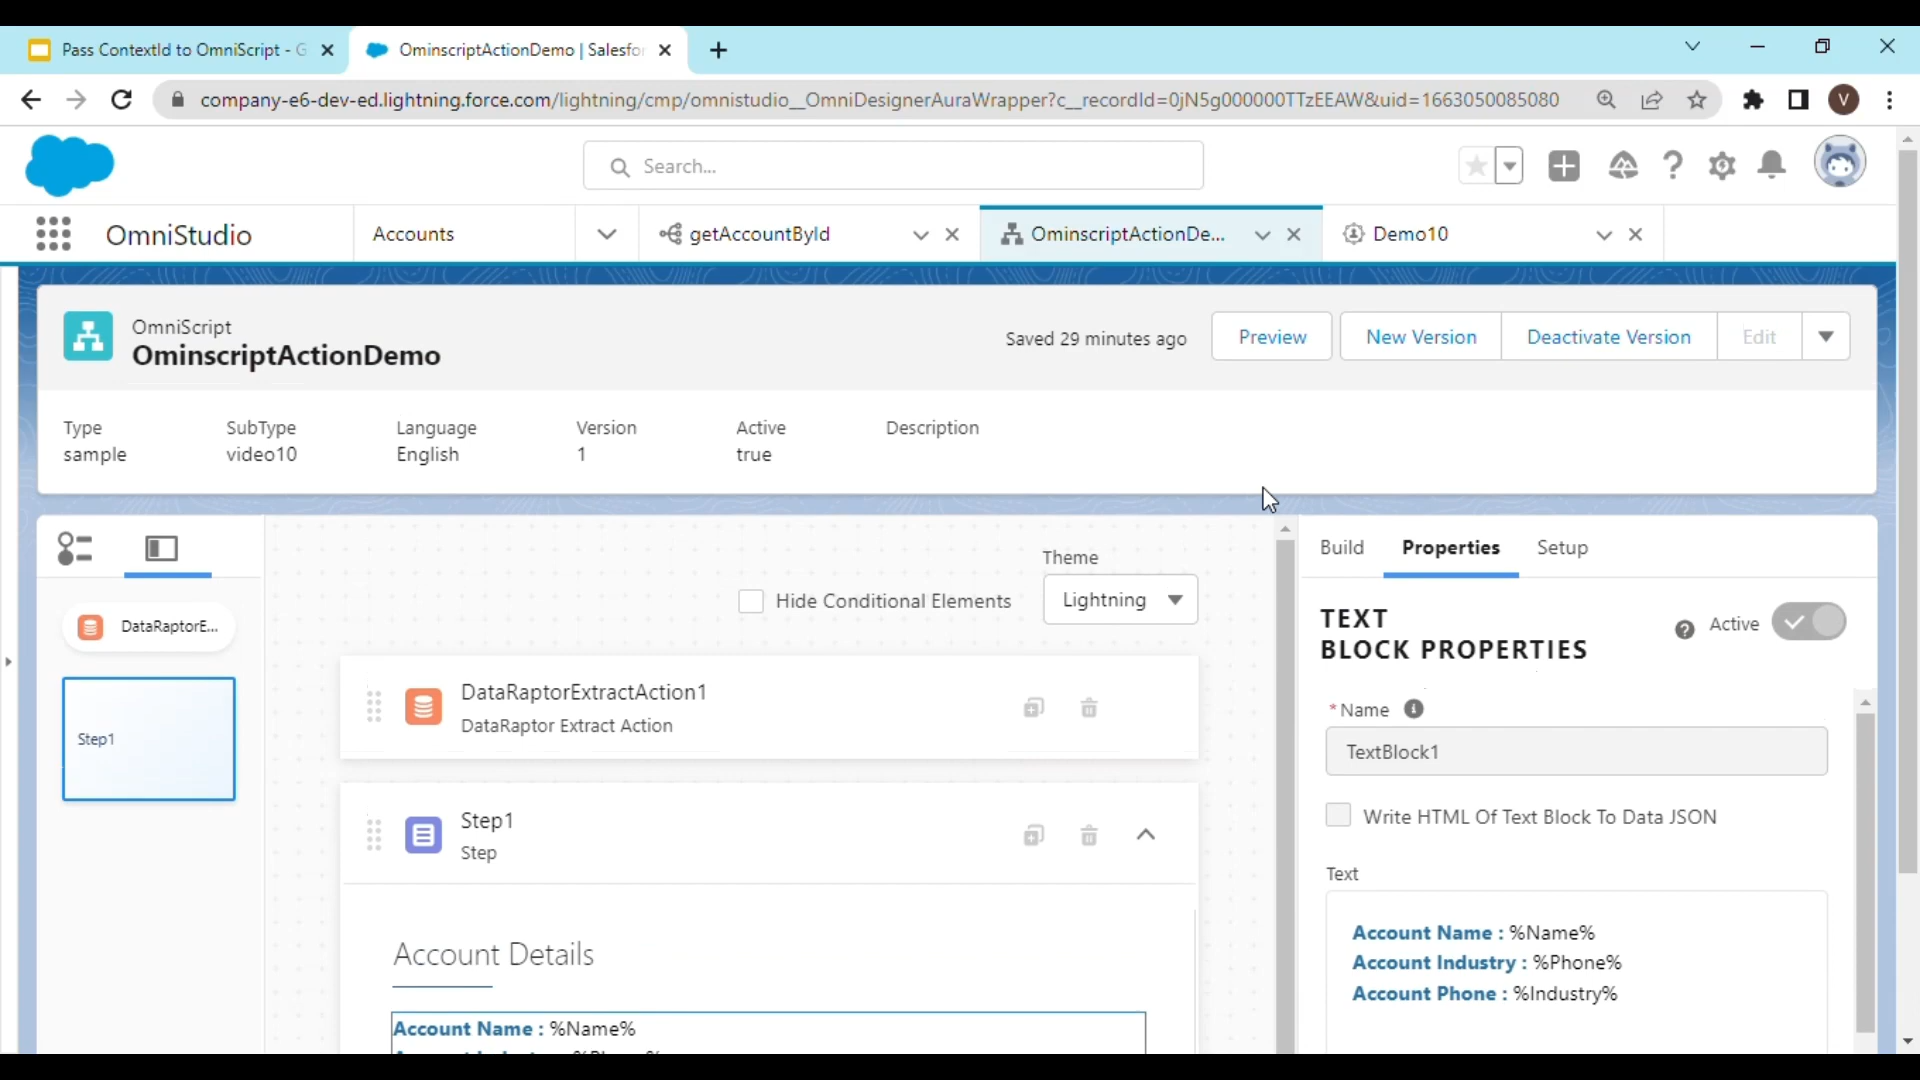 Pass ContextId to OmniScript - G
OminscriptActionDemo | Salesfor
company-e6-dev-ed.lightning.force.com/lightning/cmp/omnistudio__OmniDesignerAuraWrapper?c__recordId=0jN5g000000TTzEEAW&uid=1663050085080
V
Search...
OmniStudio
Accounts
getAccountById
OminscriptActionDe...
Demo10
OmniScript
OminscriptActionDemo
Saved 29 minutes ago
Preview
New Version
Deactivate Version
Edit
Type
SubType
Language
Version
Active
Description
sample
video10
English
1
true
Build
Properties
Setup
Theme
Hide Conditional Elements
Lightning
DataRaptorE...
TEXT
BLOCK PROPERTIES
Active
DataRaptorExtractAction1
DataRaptor Extract Action
* Name
TextBlock1
Step1
Step1
Step
Write HTML Of Text Block To Data JSON
Text
Account Details
Account Name : %Name%
Account Industry : %Phone%
Account Phone : %Industry%
Account Name : %Name%